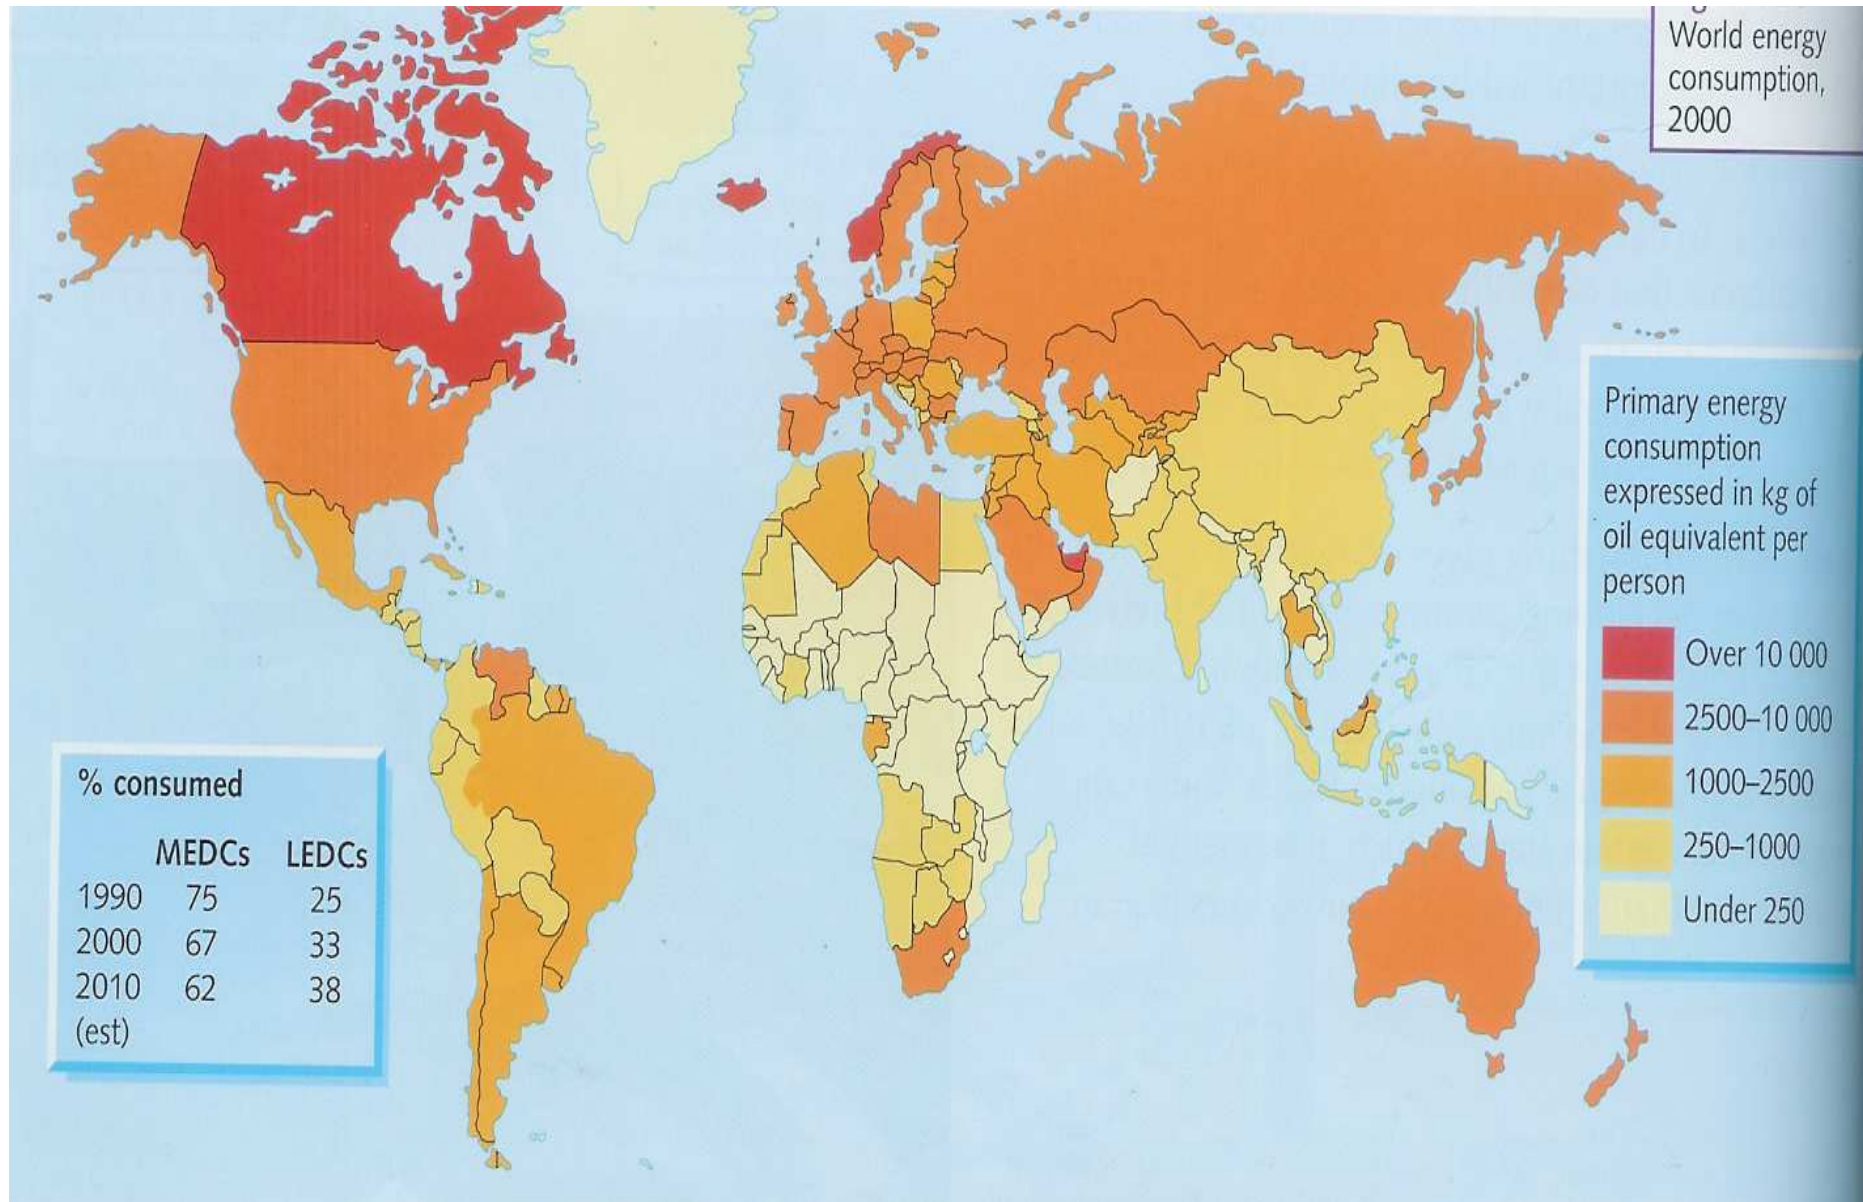 World energy
consumption,
2000
Primary energy
consumption
expressed in kg of
oil equivalent per
person
Over 10 000
2500–10 000
1000–2500
250–1000
Under 250
% consumed
MEDCs LEDCs
1990 75 25
2000 67 33
2010 62 38
(est)